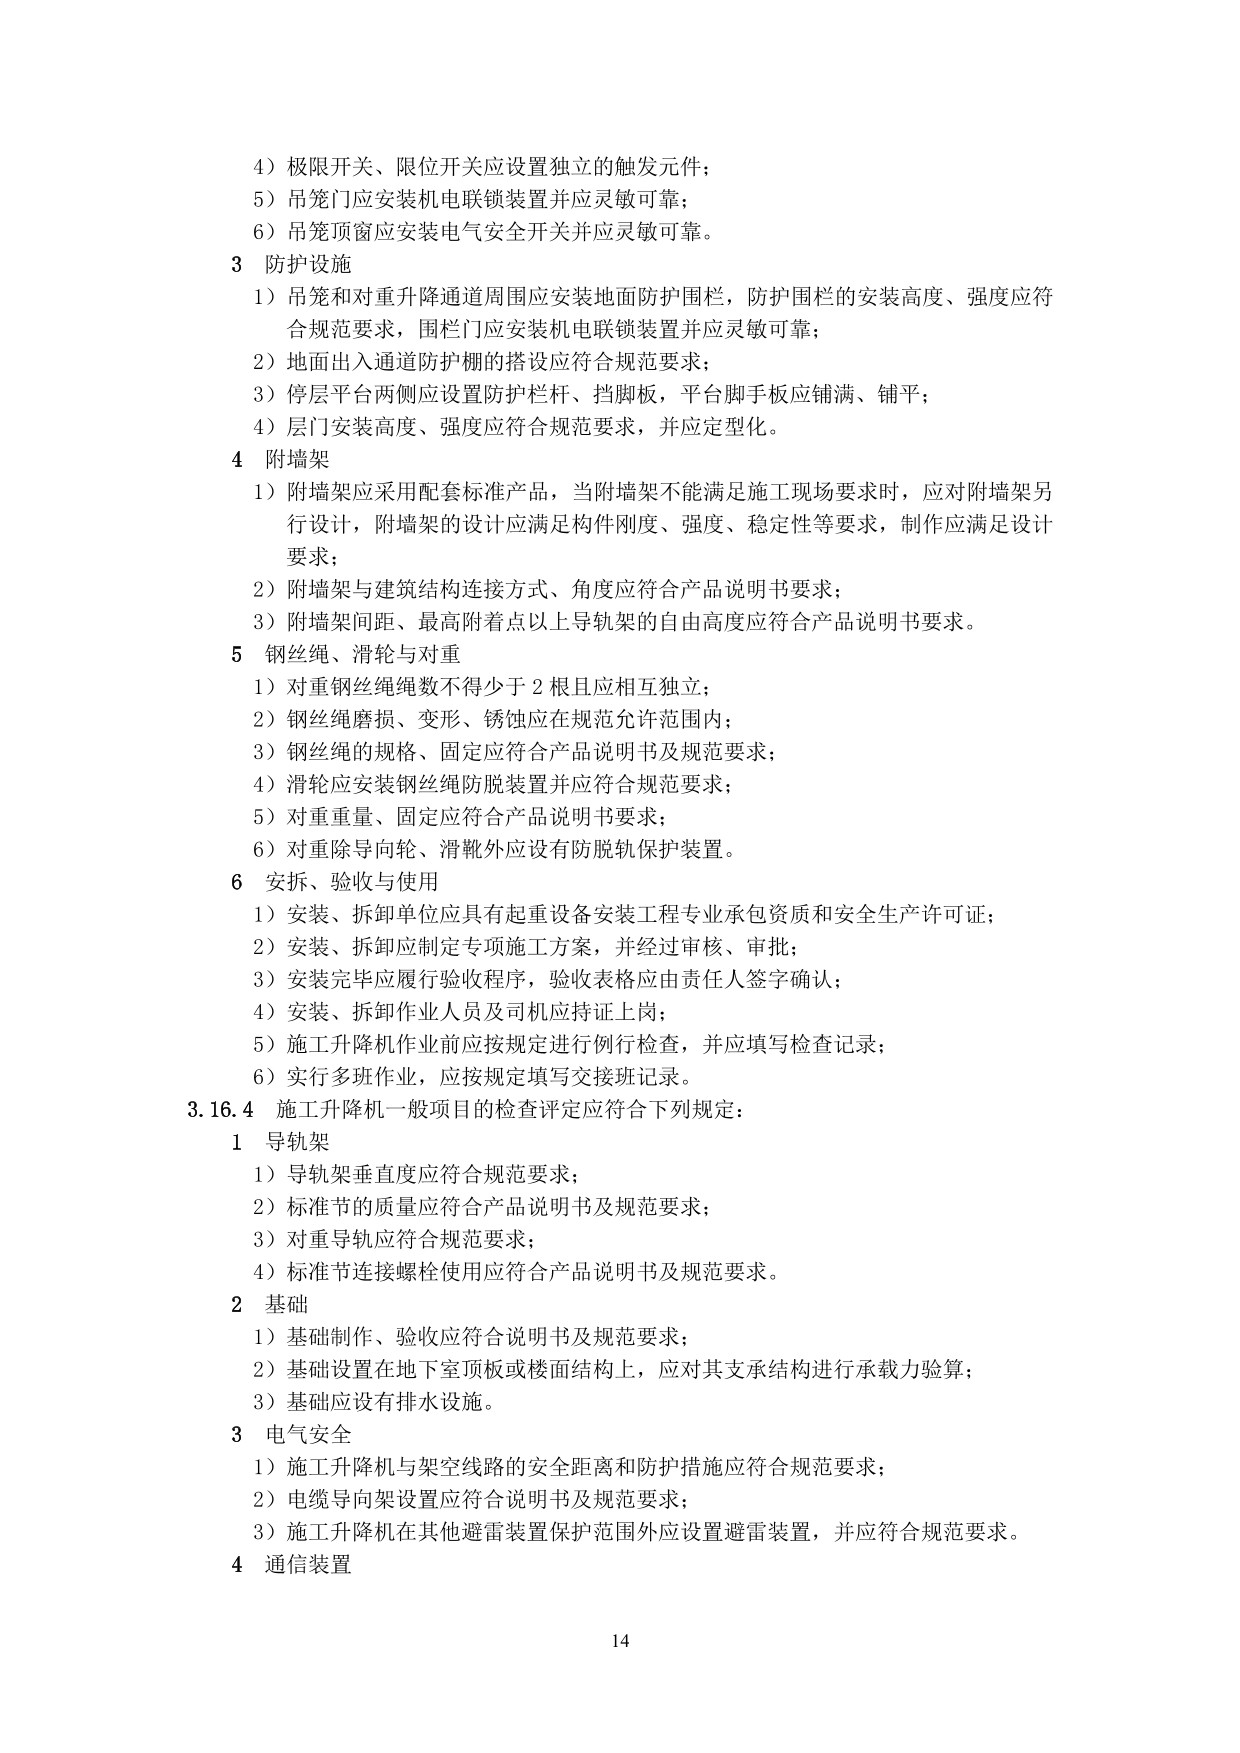 4）极限开关、限位开关应设置独立的触发元件；
5）吊笼门应安装机电联锁装置并应灵敏可靠；
6）吊笼顶窗应安装电气安全开关并应灵敏可靠。
3 防护设施
1）吊笼和对重升降通道周围应安装地面防护围栏，防护围栏的安装高度、强度应符
合规范要求，围栏门应安装机电联锁装置并应灵敏可靠；
2）地面出入通道防护棚的搭设应符合规范要求；
3）停层平台两侧应设置防护栏杆、挡脚板，平台脚手板应铺满、铺平；
4）层门安装高度、强度应符合规范要求，并应定型化。
4 附墙架
1）附墙架应采用配套标准产品，当附墙架不能满足施工现场要求时，应对附墙架另
行设计，附墙架的设计应满足构件刚度、强度、稳定性等要求，制作应满足设计
要求；
2）附墙架与建筑结构连接方式、角度应符合产品说明书要求；
3）附墙架间距、最高附着点以上导轨架的自由高度应符合产品说明书要求。
5 钢丝绳、滑轮与对重
1）对重钢丝绳绳数不得少于 2 根且应相互独立；
2）钢丝绳磨损、变形、锈蚀应在规范允许范围内；
3）钢丝绳的规格、固定应符合产品说明书及规范要求；
4）滑轮应安装钢丝绳防脱装置并应符合规范要求；
5）对重重量、固定应符合产品说明书要求；
6）对重除导向轮、滑靴外应设有防脱轨保护装置。
6 安拆、验收与使用
1）安装、拆卸单位应具有起重设备安装工程专业承包资质和安全生产许可证；
2）安装、拆卸应制定专项施工方案，并经过审核、审批；
3）安装完毕应履行验收程序，验收表格应由责任人签字确认；
4）安装、拆卸作业人员及司机应持证上岗；
5）施工升降机作业前应按规定进行例行检查，并应填写检查记录；
6）实行多班作业，应按规定填写交接班记录。
3.16.4 施工升降机一般项目的检查评定应符合下列规定：
1 导轨架
1）导轨架垂直度应符合规范要求；
2）标准节的质量应符合产品说明书及规范要求；
3）对重导轨应符合规范要求；
4）标准节连接螺栓使用应符合产品说明书及规范要求。
2 基础
1）基础制作、验收应符合说明书及规范要求；
2）基础设置在地下室顶板或楼面结构上，应对其支承结构进行承载力验算；
3）基础应设有排水设施。
3 电气安全
1）施工升降机与架空线路的安全距离和防护措施应符合规范要求；
2）电缆导向架设置应符合说明书及规范要求；
3）施工升降机在其他避雷装置保护范围外应设置避雷装置，并应符合规范要求。
4 通信装置
14